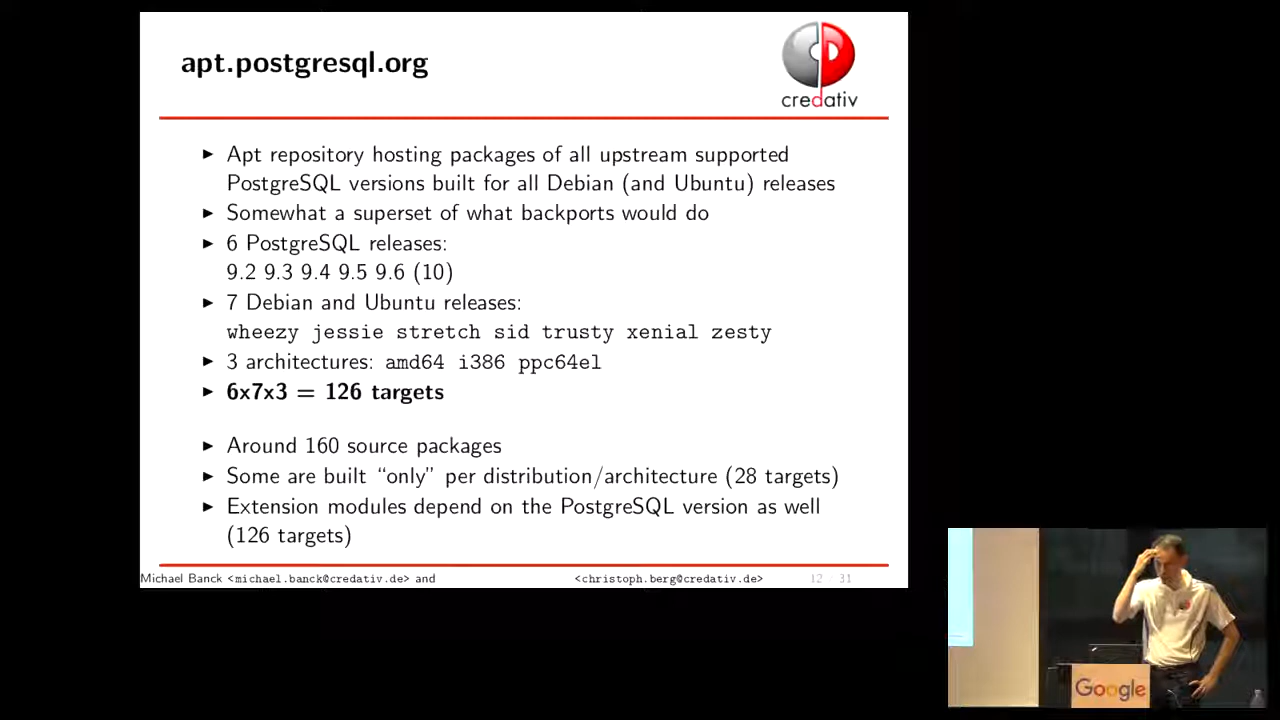 apt.postgresql.org
credativ
▶ Apt repository hosting packages of all upstream supported
PostgreSQL versions built for all Debian (and Ubuntu) releases
▶ Somewhat a superset of what backports would do
▶ 6 PostgreSQL releases:
9.2 9.3 9.4 9.5 9.6 (10)
▶ 7 Debian and Ubuntu releases:
wheezy jessie stretch sid trusty xenial zesty
▶ 3 architectures: amd64 i386 ppc64el
▶ 6x7x3 = 126 targets
▶ Around 160 source packages
▶ Some are built “only” per distribution/architecture (28 targets)
▶ Extension modules depend on the PostgreSQL version as well
(126 targets)
Michael Banck <michael.banck@credativ.de> and <christoph.berg@credativ.de> 12 / 31
Google